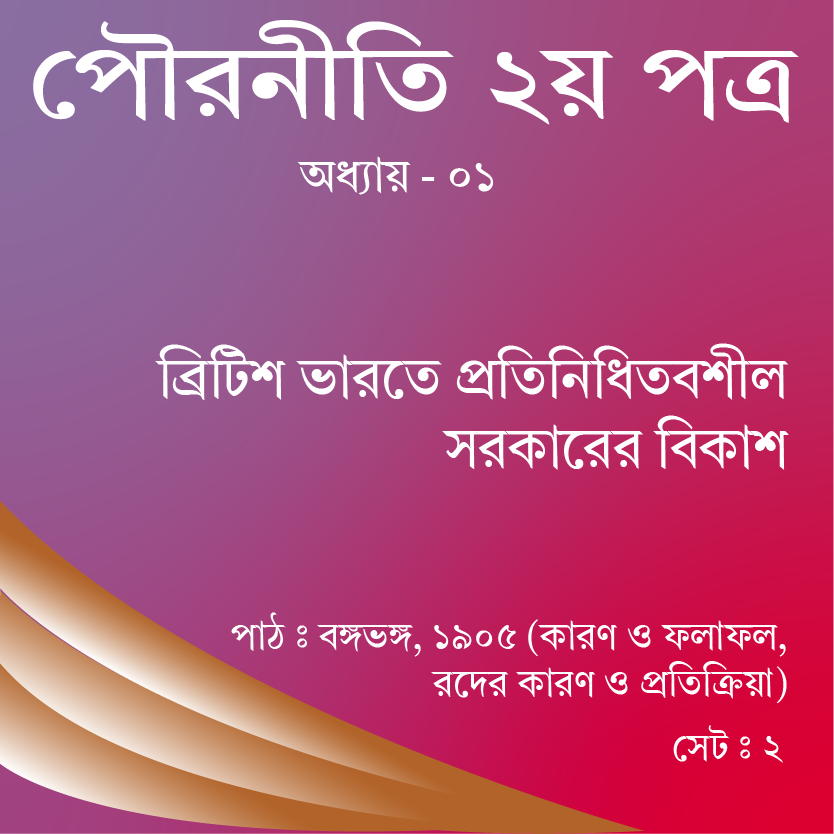 পৌরনীতি ২য় পত্র
অধ্যায় - ০১
ব্রিটিশ ভারতে প্রতিনিধিতবশীল
সরকারের বিকাশ
পাঠ ঃ বঙ্গভঙ্গ, ১৯০৫ (কারণ ও ফলাফল,
রদের কারণ ও প্রতিক্রিয়া)
সেট ঃ ২